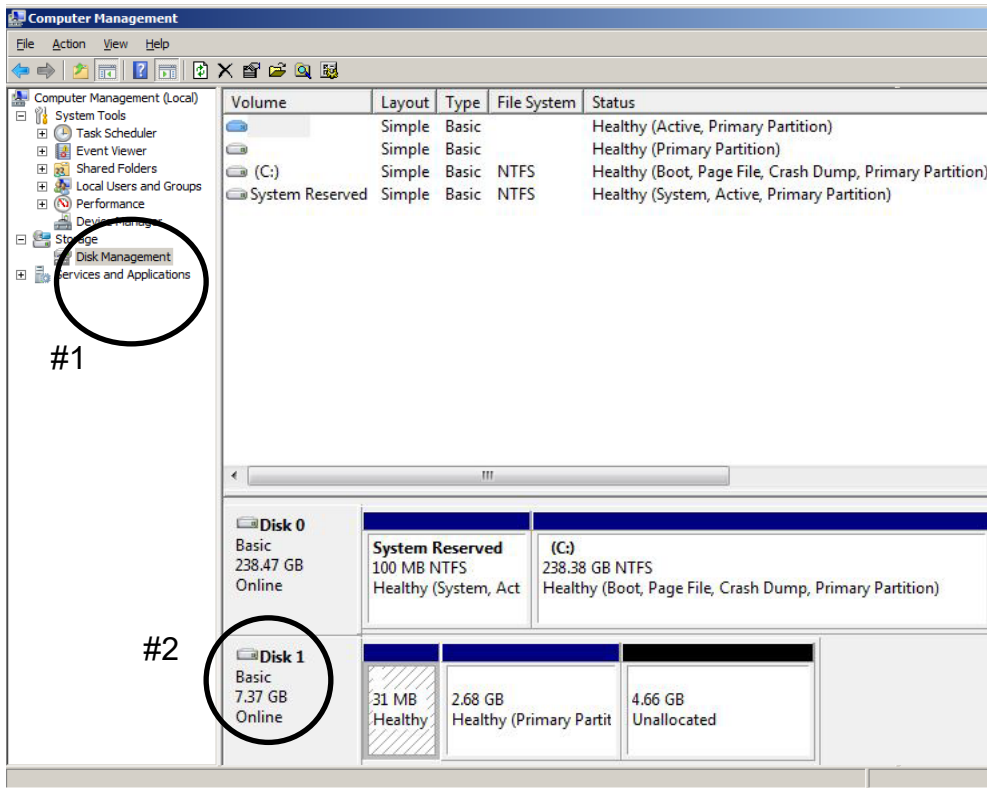 Computer Management
File Action View Help
Computer Management (Local)
System Tools
Task Scheduler
Event Viewer
Shared Folders
Local Users and Groups
Performance
Device Manager
Storage
Disk Management
Services and Applications
#1
Volume Layout Type File System Status
Simple Basic Healthy (Active, Primary Partition)
Simple Basic Healthy (Primary Partition)
(C:) Simple Basic NTFS Healthy (Boot, Page File, Crash Dump, Primary Partition)
System Reserved Simple Basic NTFS Healthy (System, Active, Primary Partition)
Disk 0
Basic
238.47 GB
Online
System Reserved
100 MB NTFS
Healthy (System, Act
(C:)
238.38 GB NTFS
Healthy (Boot, Page File, Crash Dump, Primary Partition)
#2
Disk 1
Basic
7.37 GB
Online
31 MB
Healthy
2.68 GB
Healthy (Primary Partit
4.66 GB
Unallocated